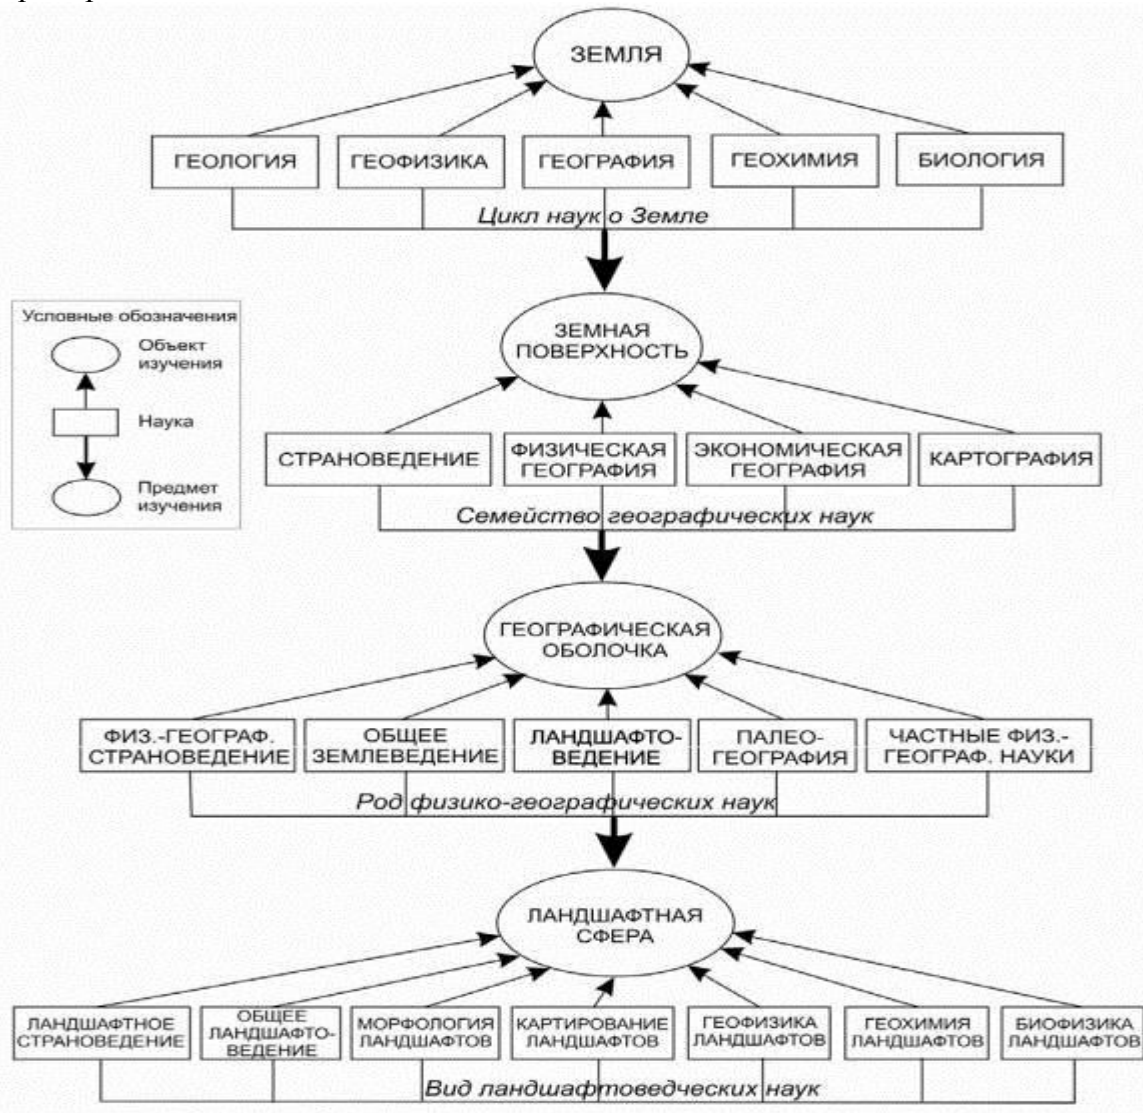 ЗЕМЛЯ
ГЕОЛОГИЯ
ГЕОФИЗИКА
ГЕОГРАФИЯ
ГЕОХИМИЯ
БИОЛОГИЯ
Цикл наук о Земле
Условные обозначения
Объект
изучения
Наука
Предмет
изучения
ЗЕМНАЯ
ПОВЕРХНОСТЬ
СТРАНОВЕДЕНИЕ
ФИЗИЧЕСКАЯ
ГЕОГРАФИЯ
ЭКОНОМИЧЕСКАЯ
ГЕОГРАФИЯ
КАРТОГРАФИЯ
Семейство географических наук
ГЕОГРАФИЧЕСКАЯ
ОБОЛОЧКА
ФИЗ.-ГЕОГРАФ.
СТРАНОВЕДЕНИЕ
ОБЩЕЕ
ЗЕМЛЕВЕДЕНИЕ
ЛАНДШАФТО-
ВЕДЕНИЕ
ПАЛЕО-
ГЕОГРАФИЯ
ЧАСТНЫЕ ФИЗ.-
ГЕОГРАФ. НАУКИ
Род физико-географических наук
ЛАНДШАФТНАЯ
СФЕРА
ЛАНДШАФТНОЕ
СТРАНОВЕДЕНИЕ
ОБЩЕЕ
ЛАНДШАФТО-
ВЕДЕНИЕ
МОРФОЛОГИЯ
ЛАНДШАФТОВ
КАРТИРОВАНИЕ
ЛАНДШАФТОВ
ГЕОФИЗИКА
ЛАНДШАФТОВ
ГЕОХИМИЯ
ЛАНДШАФТОВ
БИОФИЗИКА
ЛАНДШАФТОВ
Вид ландшафтоведческих наук